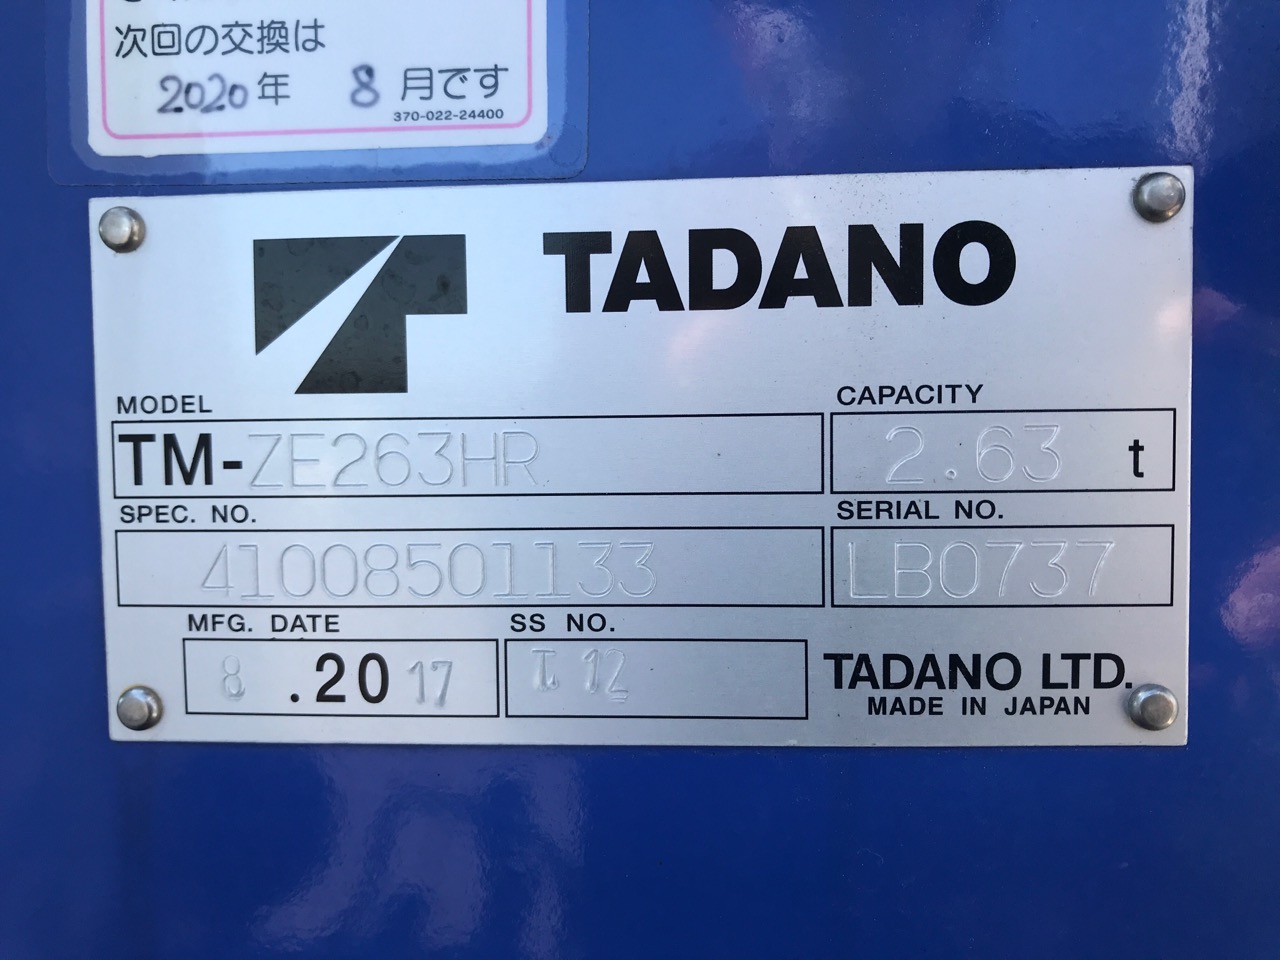 次回の交換は
2020年 8月です
370-022-24400
TADANO
MODEL CAPACITY
TM-ZE263HR 2.63 t
SPEC. NO. SERIAL NO.
41008501133 LB0737
MFG. DATE SS NO.
8 .2017 T 12 TADANO LTD.
MADE IN JAPAN